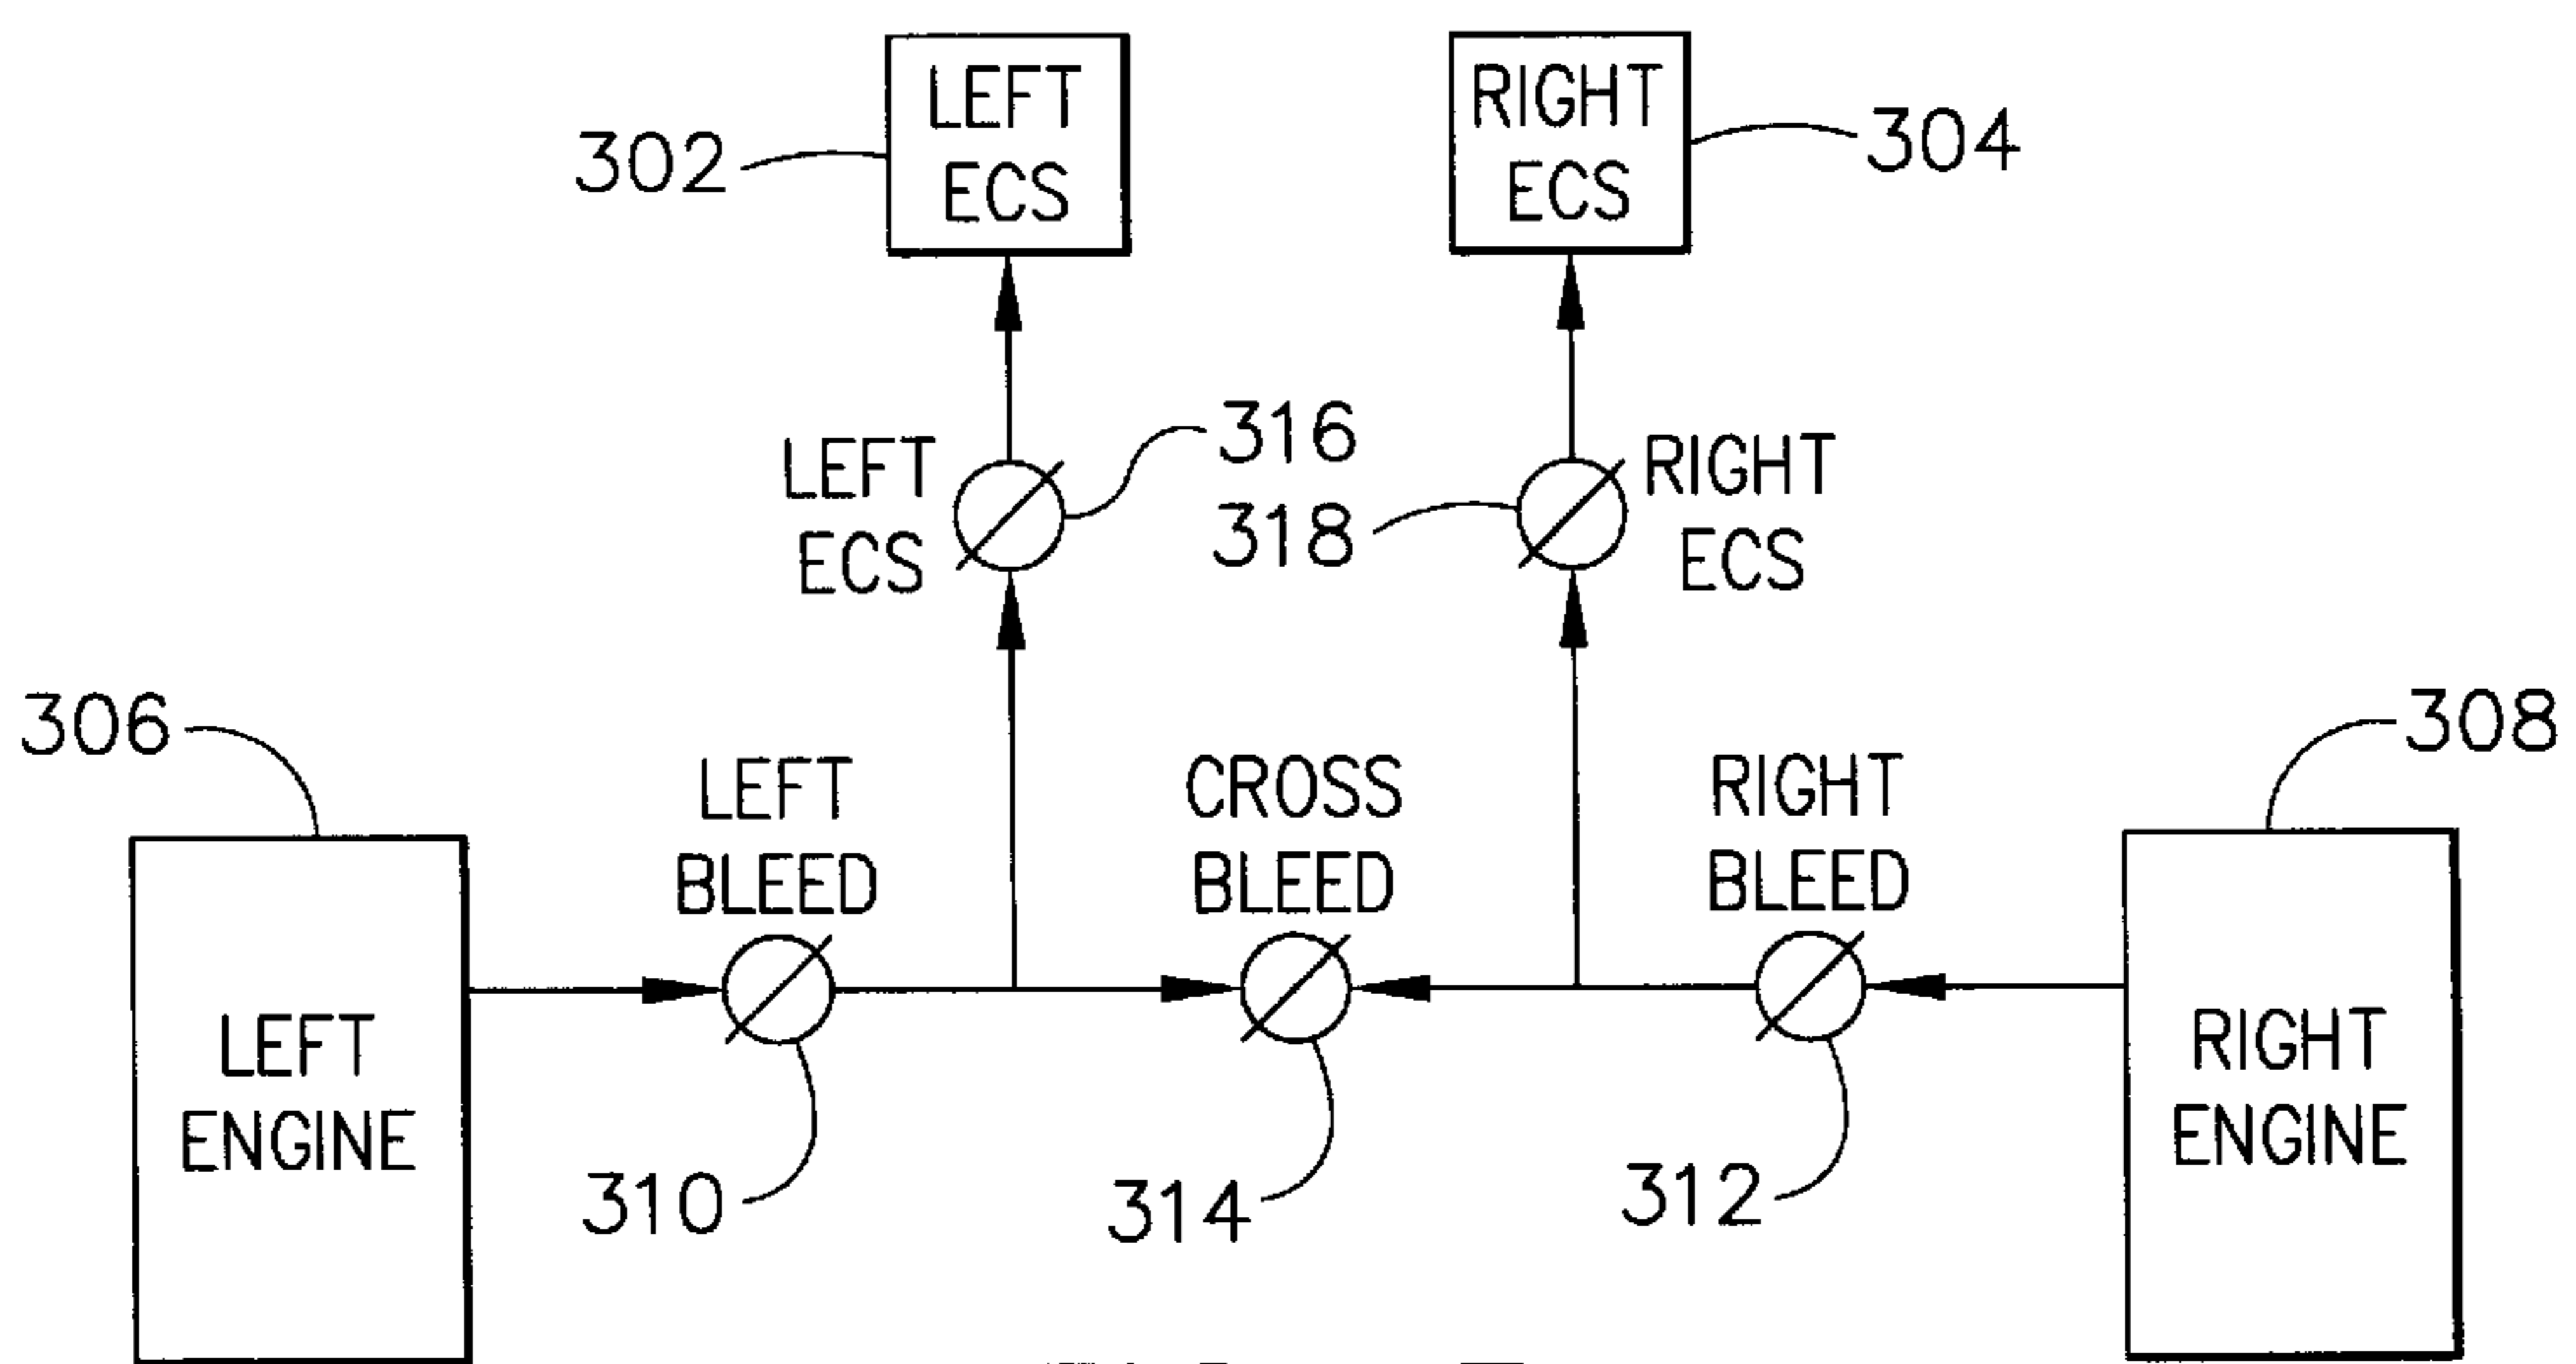 LEFT
ECS
RIGHT
ECS
302
304
LEFT
ECS
316
318
RIGHT
ECS
306
308
LEFT
BLEED
CROSS
BLEED
RIGHT
BLEED
LEFT
ENGINE
RIGHT
ENGINE
310
314
312